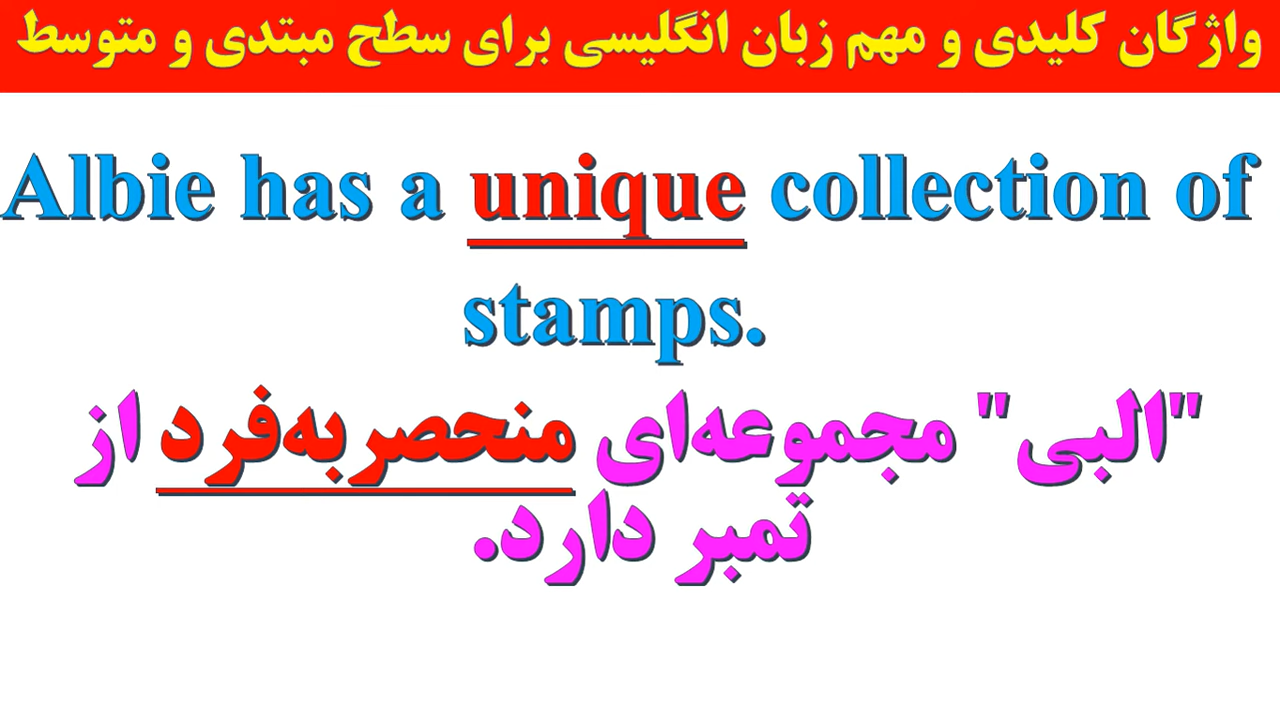 واژگان کلیدی و مهم زبان انگلیسی برای سطح مبتدی و متوسط
Albie has a unique collection of
stamps.
"البی" مجموعه‌ای منحصربه‌فرد از
تمبر دارد.